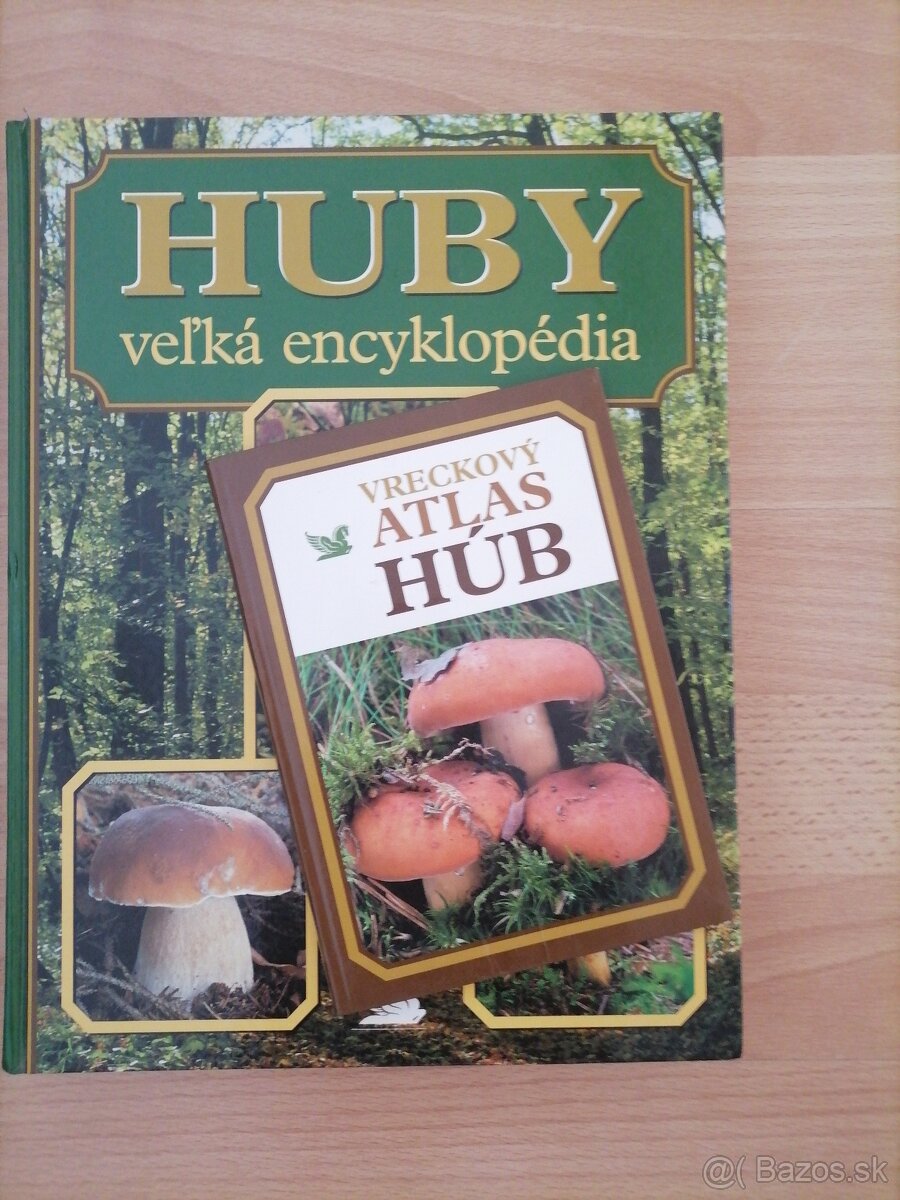 HUBY
veľká encyklopédia
VRECKOVÝ
ATLAS
HÚB
@( Bazos.sk